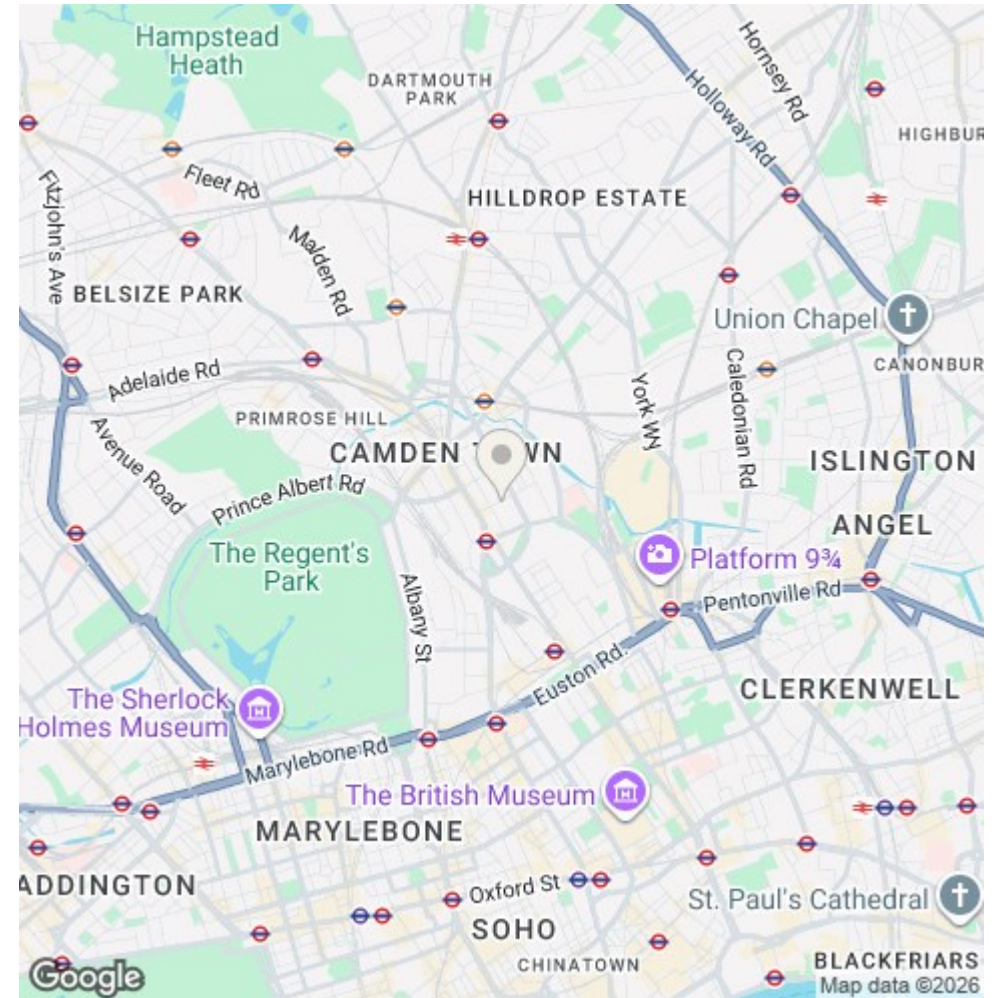 Hampstead
Heath
DARTMOUTH
PARK
Hornsey Rd
Holloway Rd
HIGHBUR
Fleet Rd
Fitzjohn's Ave
HILLDROP ESTATE
Malden Rd
BELSIZE PARK
Union Chapel
CANONBUR
Adelaide Rd
York WN
Caledonian Rd
PRIMROSE HILL
Avenue Road
CAMDEN T WN
ISLINGTON
Prince Albert Rd
ANGEL
The Regent's
Park
Platform 9¾
Albany St
Pentonville Rd
Euston Rd.
CLERKENWELL
The Sherlock
Holmes Museum
Marylebone Rd
The British Museum
MARYLEBONE
ADDINGTON
Oxford St
St. Paul's Cathedral
SOHO
CHINATOWN
BLACKFRIARS
Google
Map data ©2026